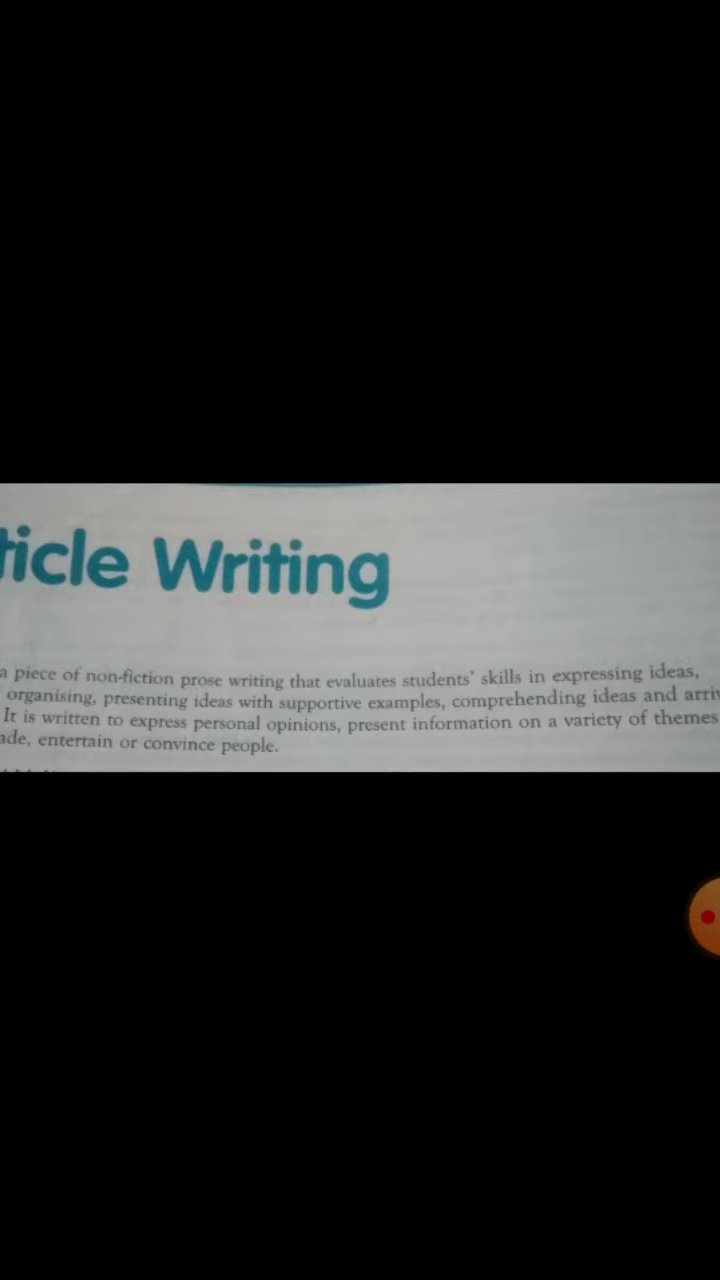 ticle Writing
a piece of non-fiction prose writing that evaluates students' skills in expressing ideas,
organising, presenting ideas with supportive examples, comprehending ideas and arriv
It is written to express personal opinions, present information on a variety of themes
ade, entertain or convince people.